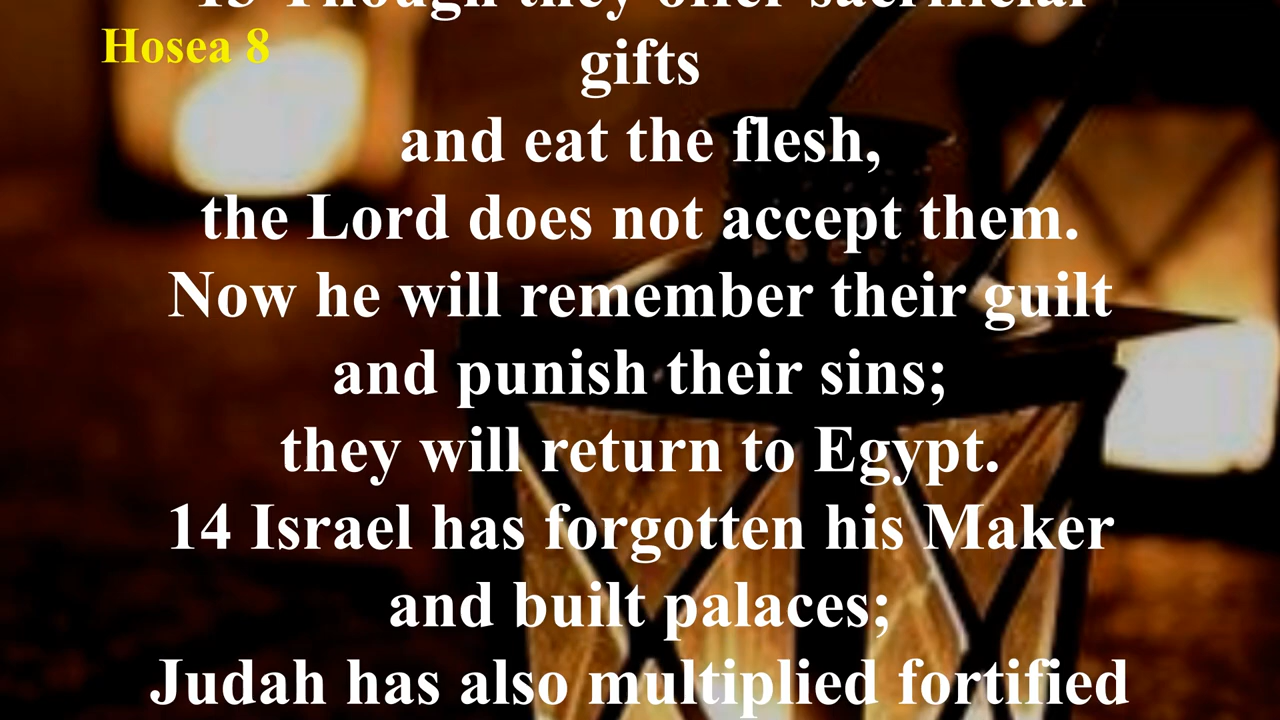 13 Though they offer sacrificial
Hosea 8
gifts
and eat the flesh,
the Lord does not accept them.
Now he will remember their guilt
and punish their sins;
they will return to Egypt.
14 Israel has forgotten his Maker
and built palaces;
Judah has also multiplied fortified